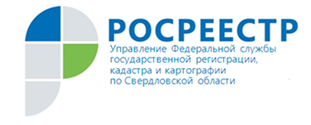 РОСРЕЕСТР
Управление Федеральной службы
государственной регистрации,
кадастра и картографии
по Свердловской области